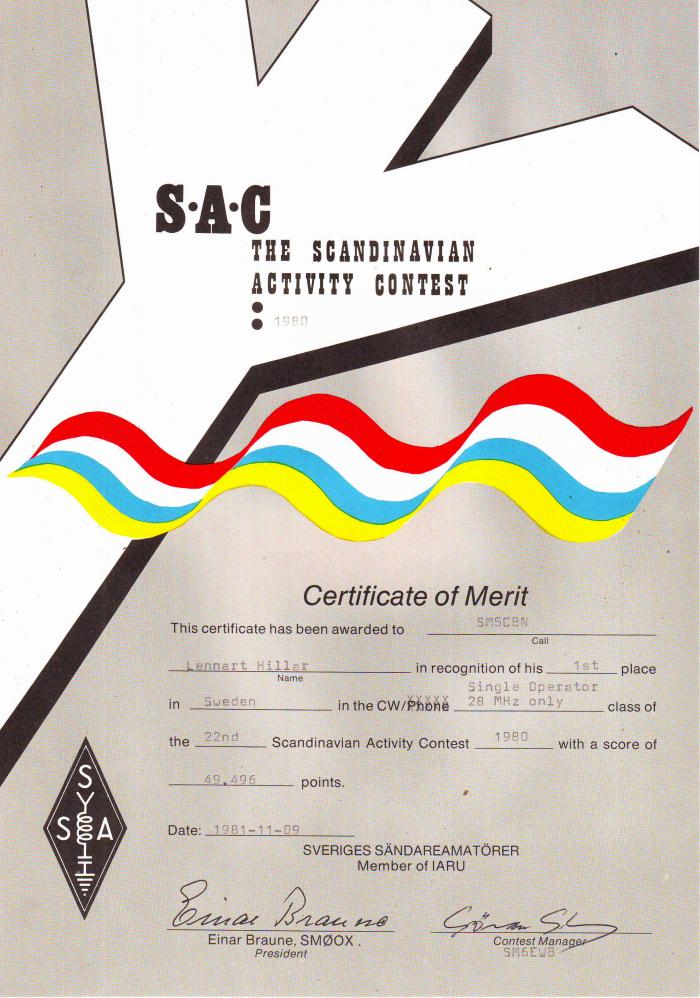 S·A·C
THE SCANDINAVIAN
ACTIVITY CONTEST
: 1980
Certificate of Merit
This certificate has been awarded to SM5CBN
Call
Lennart Hiller in recognition of his 1st place
Name
Single Operator
in Sweden in the CW/Phone 28 MHz only class of
the 22nd Scandinavian Activity Contest 1980 with a score of
49.496 points.
Date: 1981-11-09
SVERIGES SÄNDAREAMATÖRER
Member of IARU
Einar Braune
Einar Braune, SMØOX.
President
Göran
Contest Manager
SM6EWB
S
S A